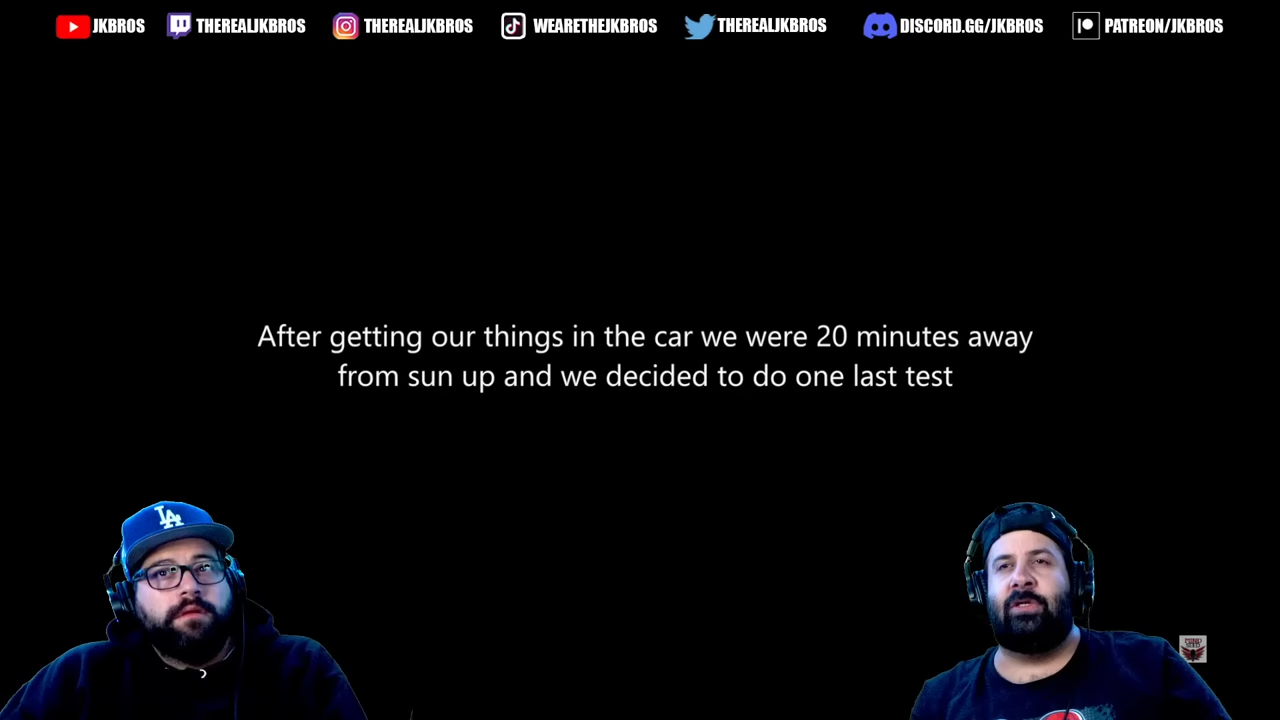 JKBROS THEREALJKBROS THEREALJKBROS WEARETHEJKBROS THEREALJKBROS DISCORD.GG/JKBROS PATREON/JKBROS
After getting our things in the car we were 20 minutes away
from sun up and we decided to do one last test
LA